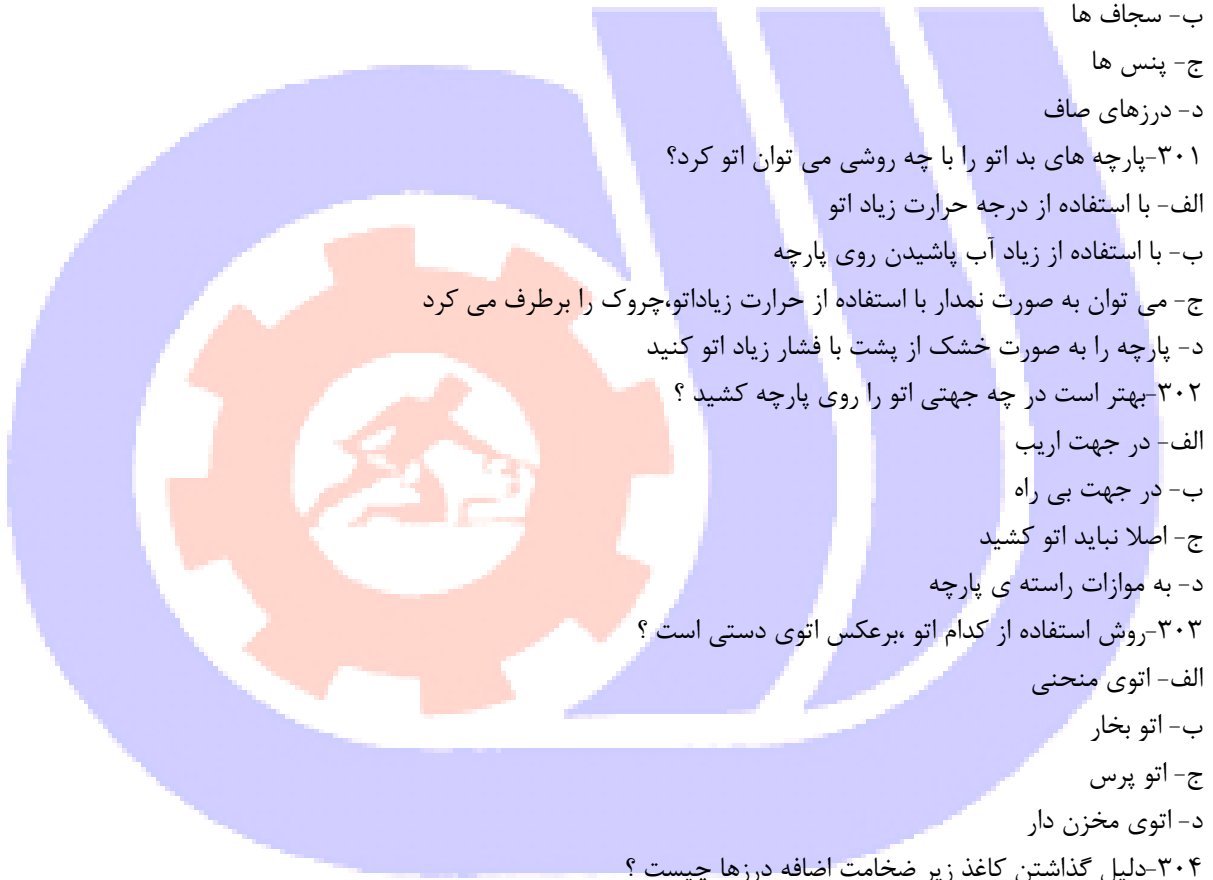 ب- سجاف ها
ج- پنس ها
د- درزهای صاف
۳۰۱-پارچه های بد اتو را با چه روشی می توان اتو کرد؟
الف- با استفاده از درجه حرارت زیاد اتو
ب- با استفاده از زیاد آب پاشیدن روی پارچه
ج- می توان به صورت نمدار با استفاده از حرارت زیاداتو،چروک را برطرف می کرد
د- پارچه را به صورت خشک از پشت با فشار زیاد اتو کنید
۳۰۲-بهتر است در چه جهتی اتو را روی پارچه کشید ؟
الف- در جهت اریب
ب- در جهت بی راه
ج- اصلا نباید اتو کشید
د- به موازات راسته ی پارچه
۳۰۳-روش استفاده از کدام اتو ،برعکس اتوی دستی است ؟
الف- اتوی منحنی
ب- اتو بخار
ج- اتو پرس
د- اتوی مخزن دار
۳۰۴-دلیل گذاشتن کاغذ زیر ضخامت اضافه درزها چیست ؟